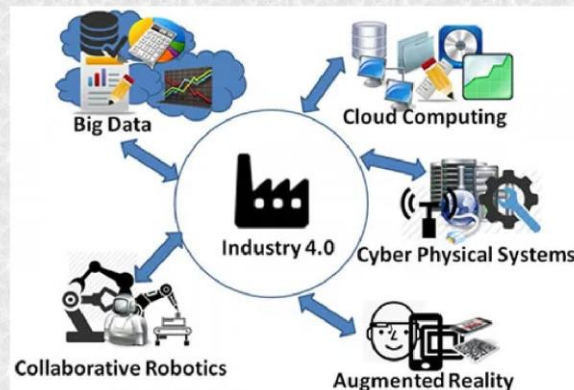 Big Data
Cloud Computing
Industry 4.0
Cyber Physical Systems
Collaborative Robotics
Augmented Reality